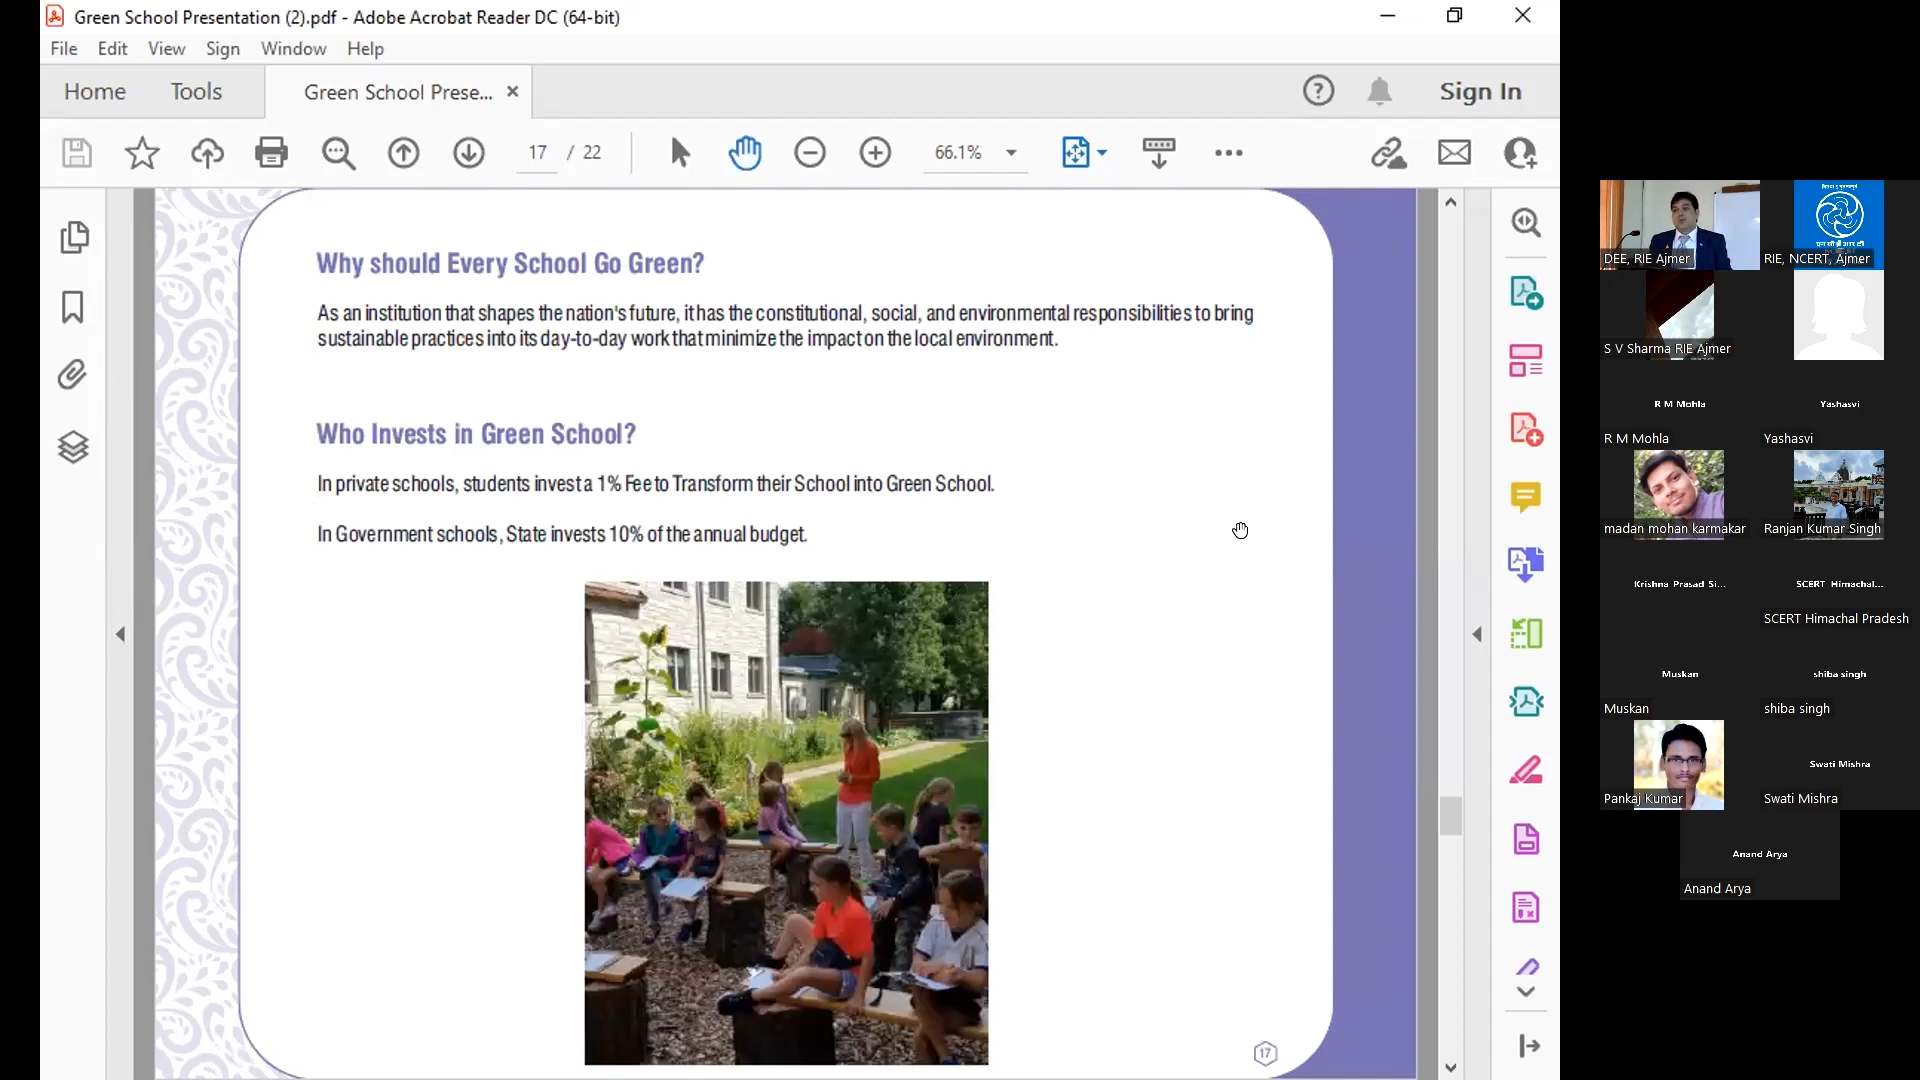 Green School Presentation (2).pdf - Adobe Acrobat Reader DC (64-bit)
File Edit View Sign Window Help
Home Tools Green School Prese... × Sign In
17 / 22 66.1%
Why should Every School Go Green?
As an institution that shapes the nation's future, it has the constitutional, social, and environmental responsibilities to bring
sustainable practices into its day-to-day work that minimize the impact on the local environment.
Who Invests in Green School?
In private schools, students invest a 1% Fee to Transform their School into Green School.
In Government schools, State invests 10% of the annual budget.
17
DEE, RIE Ajmer
RIE, NCERT, Ajmer
S V Sharma RIE Ajmer
R M Mohla
Yashasvi
R M Mohla
Yashasvi
madan mohan karmakar
Ranjan Kumar Singh
Krishna Prasad Si...
SCERT Himachal...
SCERT Himachal Pradesh
Muskan
shiba singh
Muskan
shiba singh
Pankaj Kumar
Swati Mishra
Swati Mishra
Anand Arya
Anand Arya